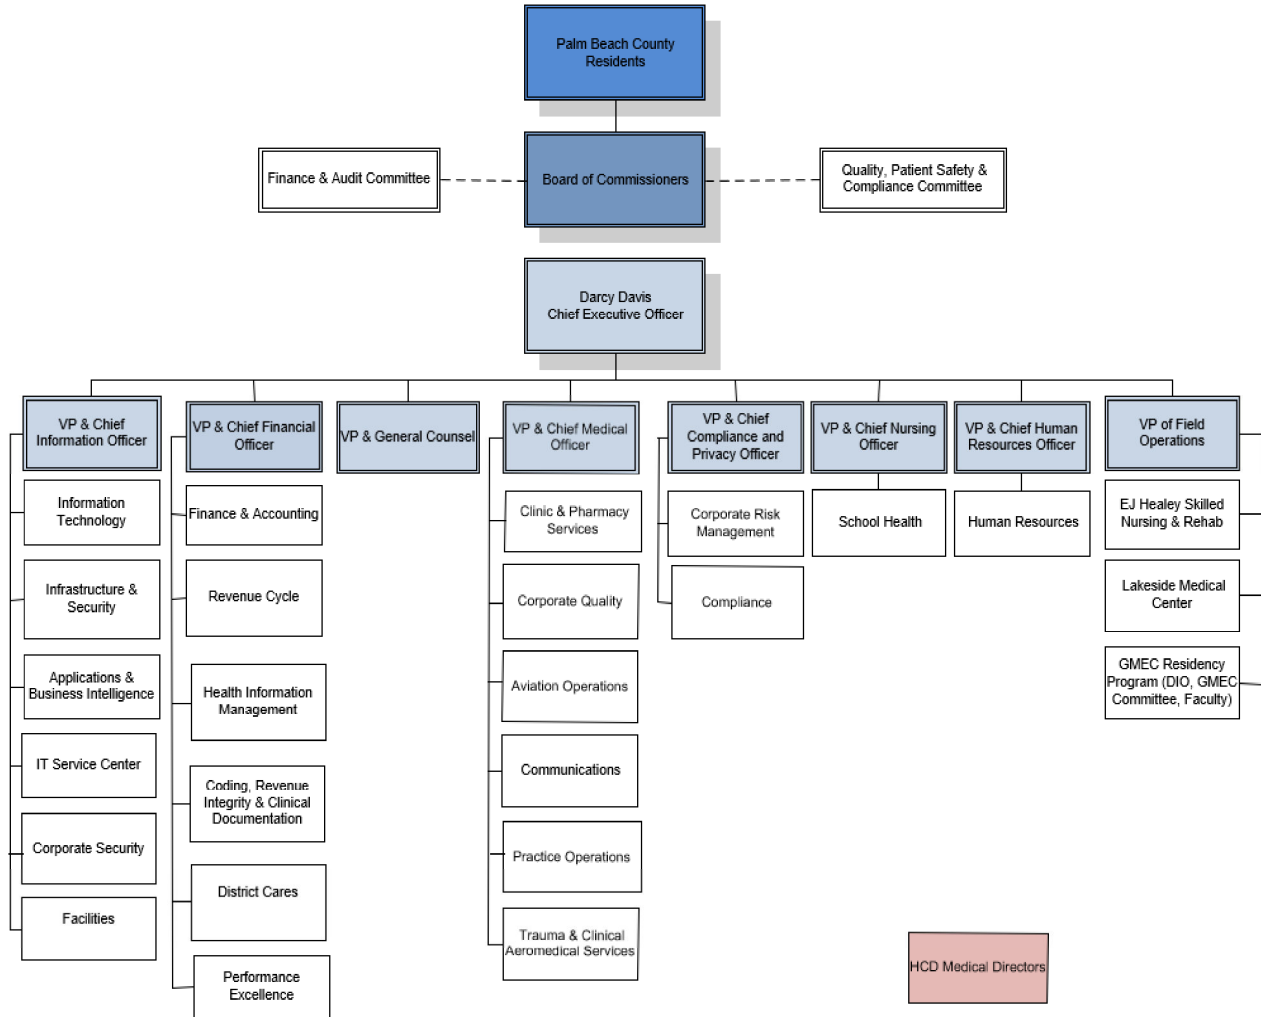 Palm Beach County
Residents
Finance & Audit Committee
Board of Commissioners
Quality, Patient Safety &
Compliance Committee
Darcy Davis
Chief Executive Officer
VP & Chief
Information Officer
VP & Chief Financial
Officer
VP & General Counsel
VP & Chief Medical
Officer
VP & Chief
Compliance and
Privacy Officer
VP & Chief Nursing
Officer
VP & Chief Human
Resources Officer
VP of Field
Operations
Information
Technology
Infrastructure &
Security
Applications &
Business Intelligence
IT Service Center
Corporate Security
Facilities
Finance & Accounting
Revenue Cycle
Health Information
Management
Coding, Revenue
Integrity & Clinical
Documentation
District Cares
Performance
Excellence
Clinic & Pharmacy
Services
Corporate Quality
Aviation Operations
Communications
Practice Operations
Trauma & Clinical
Aeromedical Services
Corporate Risk
Management
Compliance
School Health
Human Resources
EJ Healey Skilled
Nursing & Rehab
Lakeside Medical
Center
GMEC Residency
Program (DIO, GMEC
Committee, Faculty)
HCD Medical Directors